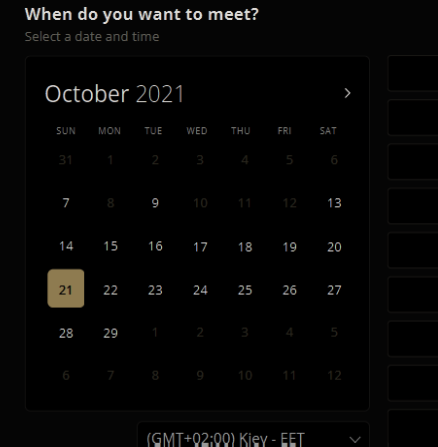 When do you want to meet?
Select a date and time
October 2021
SUN MON TUE WED THU FRI SAT
31 1 2 3 4 5 6
7 8 9 10 11 12 13
14 15 16 17 18 19 20
21 22 23 24 25 26 27
28 29 1 2 3 4 5
6 7 8 9 10 11 12
(GMT+02:00) Kiev - EET